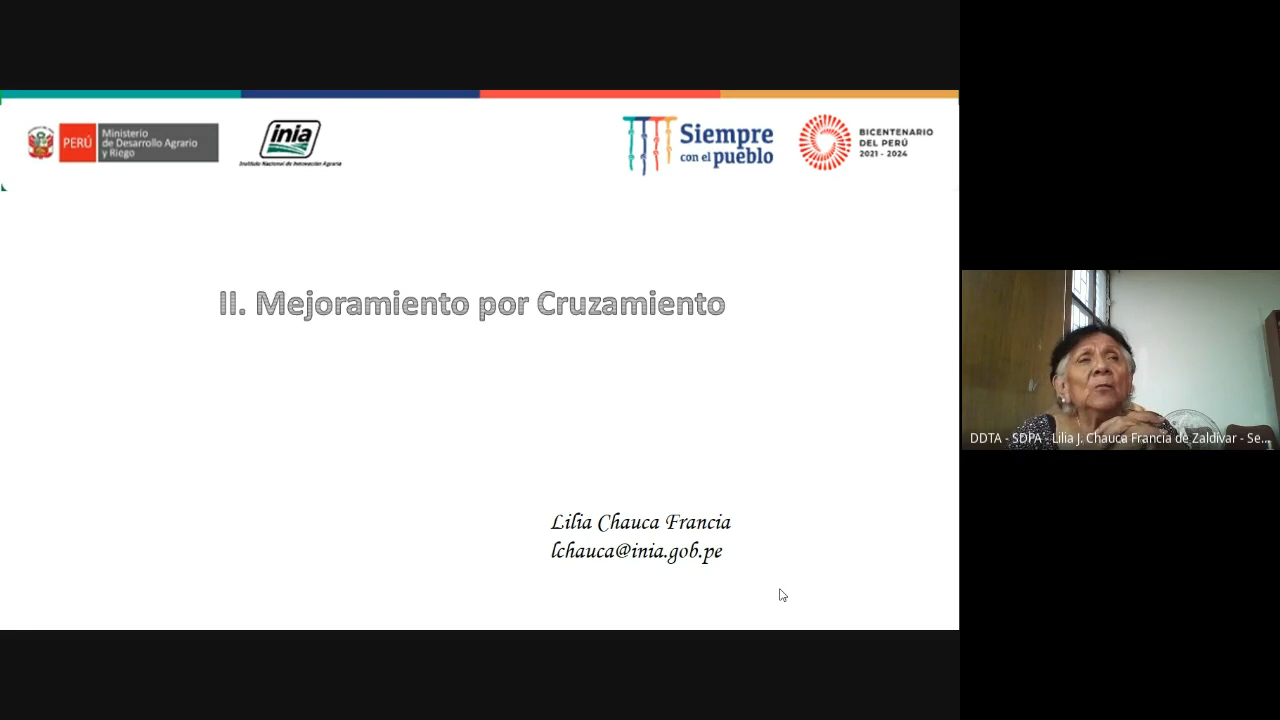 PERÚ
Ministerio
de Desarrollo Agrario
y Riego
inia
Instituto Nacional de Innovación Agraria
Siempre
con el pueblo
BICENTENARIO
DEL PERÚ
2021 - 2024
II. Mejoramiento por Cruzamiento
Lilia Chauca Francia
lchauca@inia.gob.pe
DDTA - SDPA - Lilia J. Chauca Francia de Zaldivar - Se...